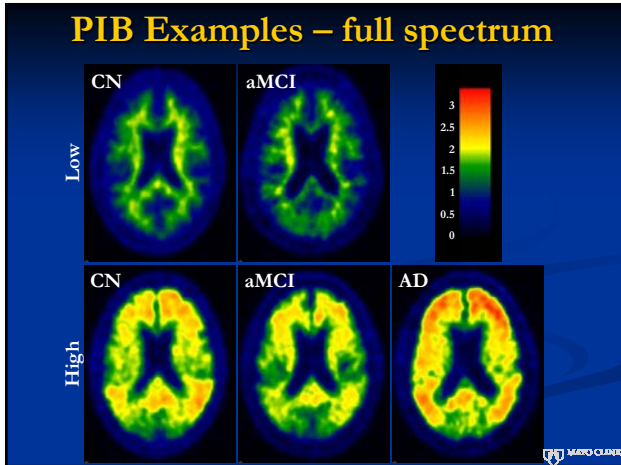 PIB Examples – full spectrum
CN
aMCI
Low
3
2.5
2
1.5
1
0.5
0
CN
aMCI
AD
High
MAYO CLINIC